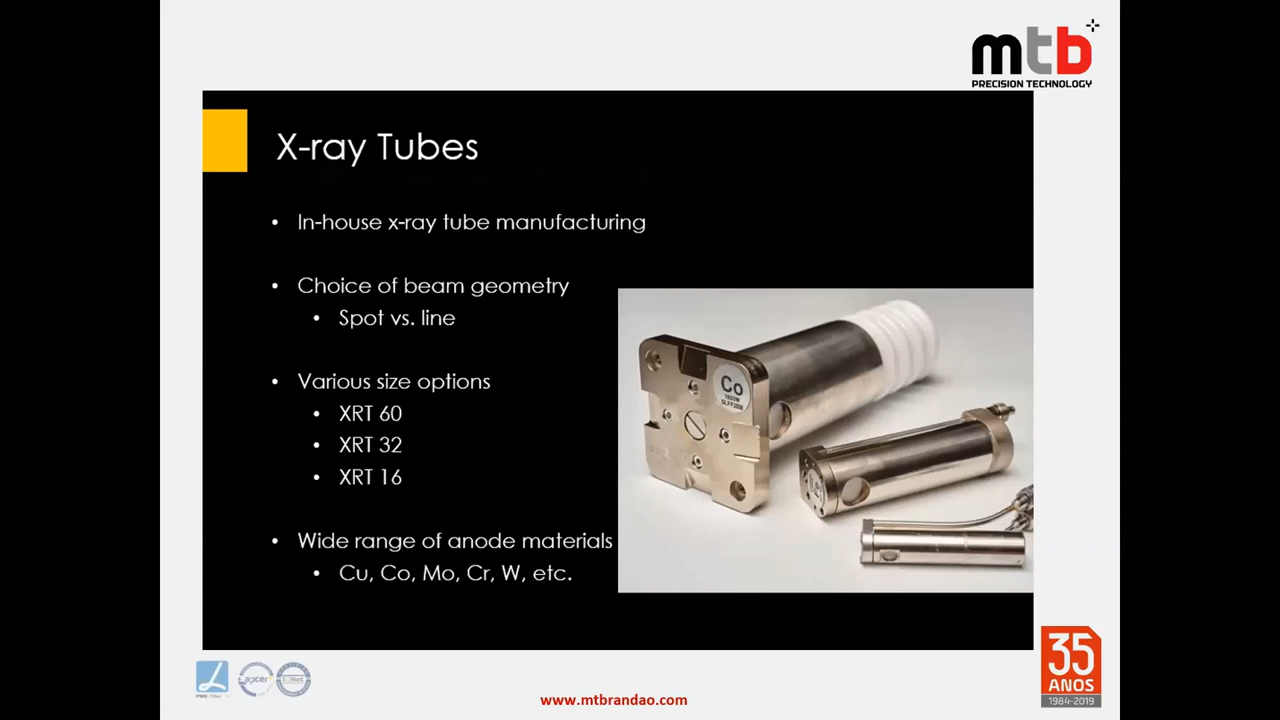 mtb
PRECISION TECHNOLOGY
X-ray Tubes
• In-house x-ray tube manufacturing
• Choice of beam geometry
• Spot vs. line
• Various size options
• XRT 60
• XRT 32
• XRT 16
• Wide range of anode materials
• Cu, Co, Mo, Cr, W, etc.
Co
1800W
apcer
35
ANOS
1984-2019
www.mtbrandao.com